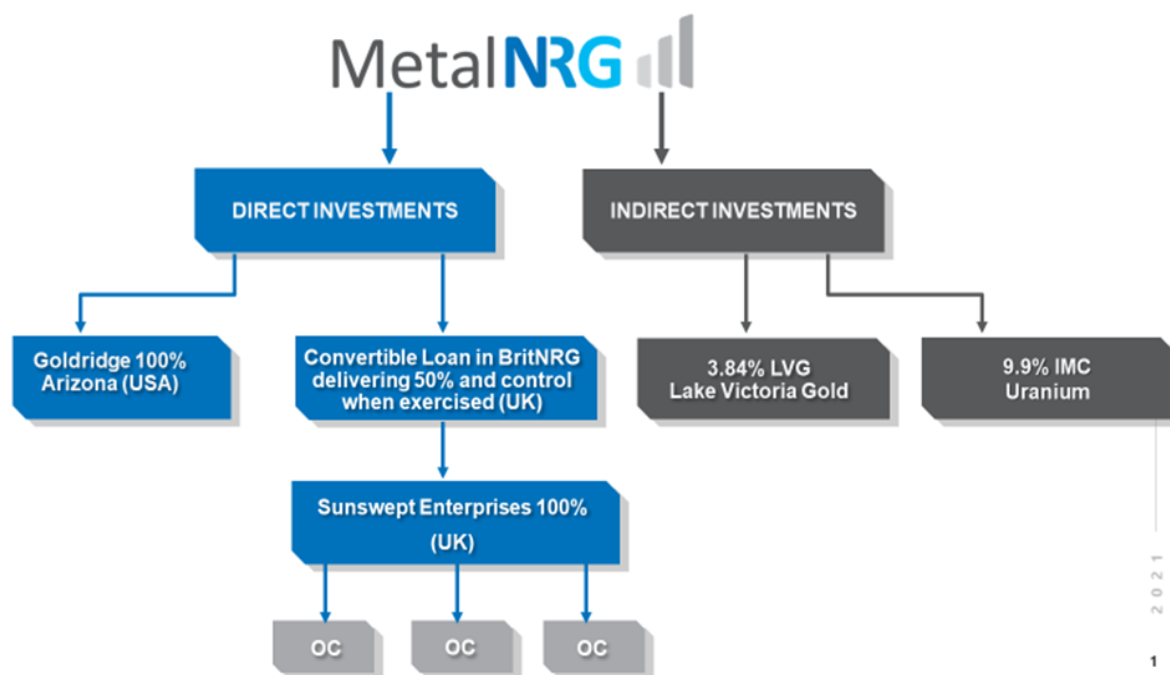 MetalNRG
DIRECT INVESTMENTS
INDIRECT INVESTMENTS
Goldridge 100%
Arizona (USA)
Convertible Loan in BritNRG
delivering 50% and control
when exercised (UK)
3.84% LVG
Lake Victoria Gold
9.9% IMC
Uranium
Sunswept Enterprises 100%
(UK)
OC
OC
OC
2021
1